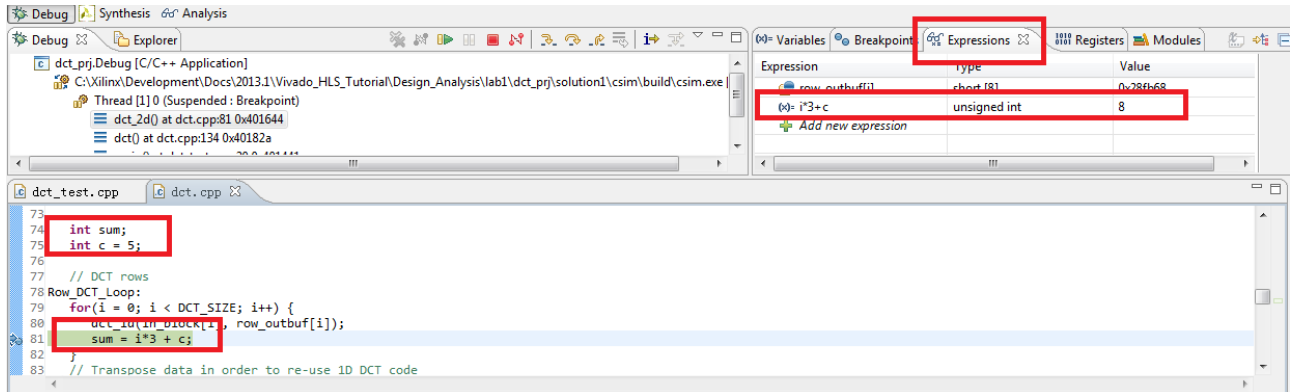 Debug Synthesis Analysis
Debug Explorer
dct_prj.Debug [C/C++ Application]
C:\Xilinx\Development\Docs\2013.1\Vivado_HLS_Tutorial\Design_Analysis\lab1\dct_prj\solution1\csim\build\csim.exe
Thread [1] 0 (Suspended : Breakpoint)
dct_2d() at dct.cpp:81 0x401644
dct() at dct.cpp:134 0x40182a
(x)= Variables Breakpoints Expressions Registers Modules
Expression Type Value
row_outbuf[i] short [8] 0x28fb68
(x)= i*3+c unsigned int 8
Add new expression
dct_test.cpp dct.cpp
73
74 int sum;
75 int c = 5;
76
77 // DCT rows
78 Row_DCT_Loop:
79 for(i = 0; i < DCT_SIZE; i++) {
80 dct_1d(in_block[i], row_outbuf[i]);
81 sum = i*3 + c;
82 }
83 // Transpose data in order to re-use 1D DCT code